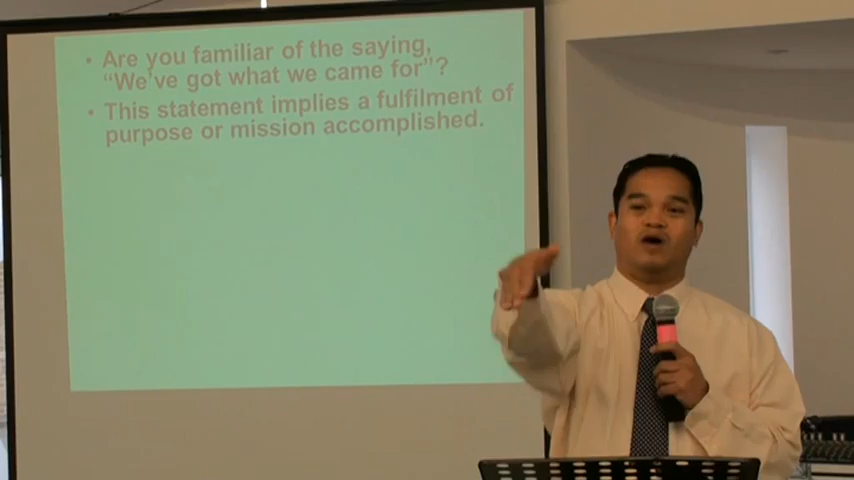 • Are you familiar of the saying,
“We’ve got what we came for”?
• This statement implies a fulfilment of
purpose or mission accomplished.